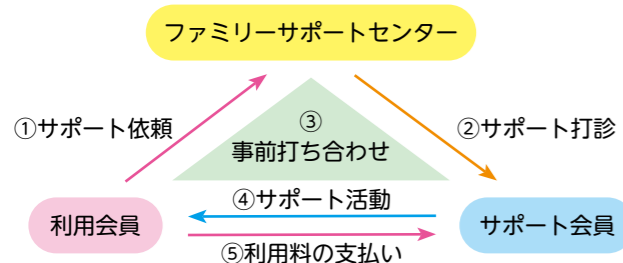 ファミリーサポートセンター
①サポート依頼
③
事前打ち合わせ
②サポート打診
④サポート活動
利用会員
サポート会員
⑤利用料の支払い